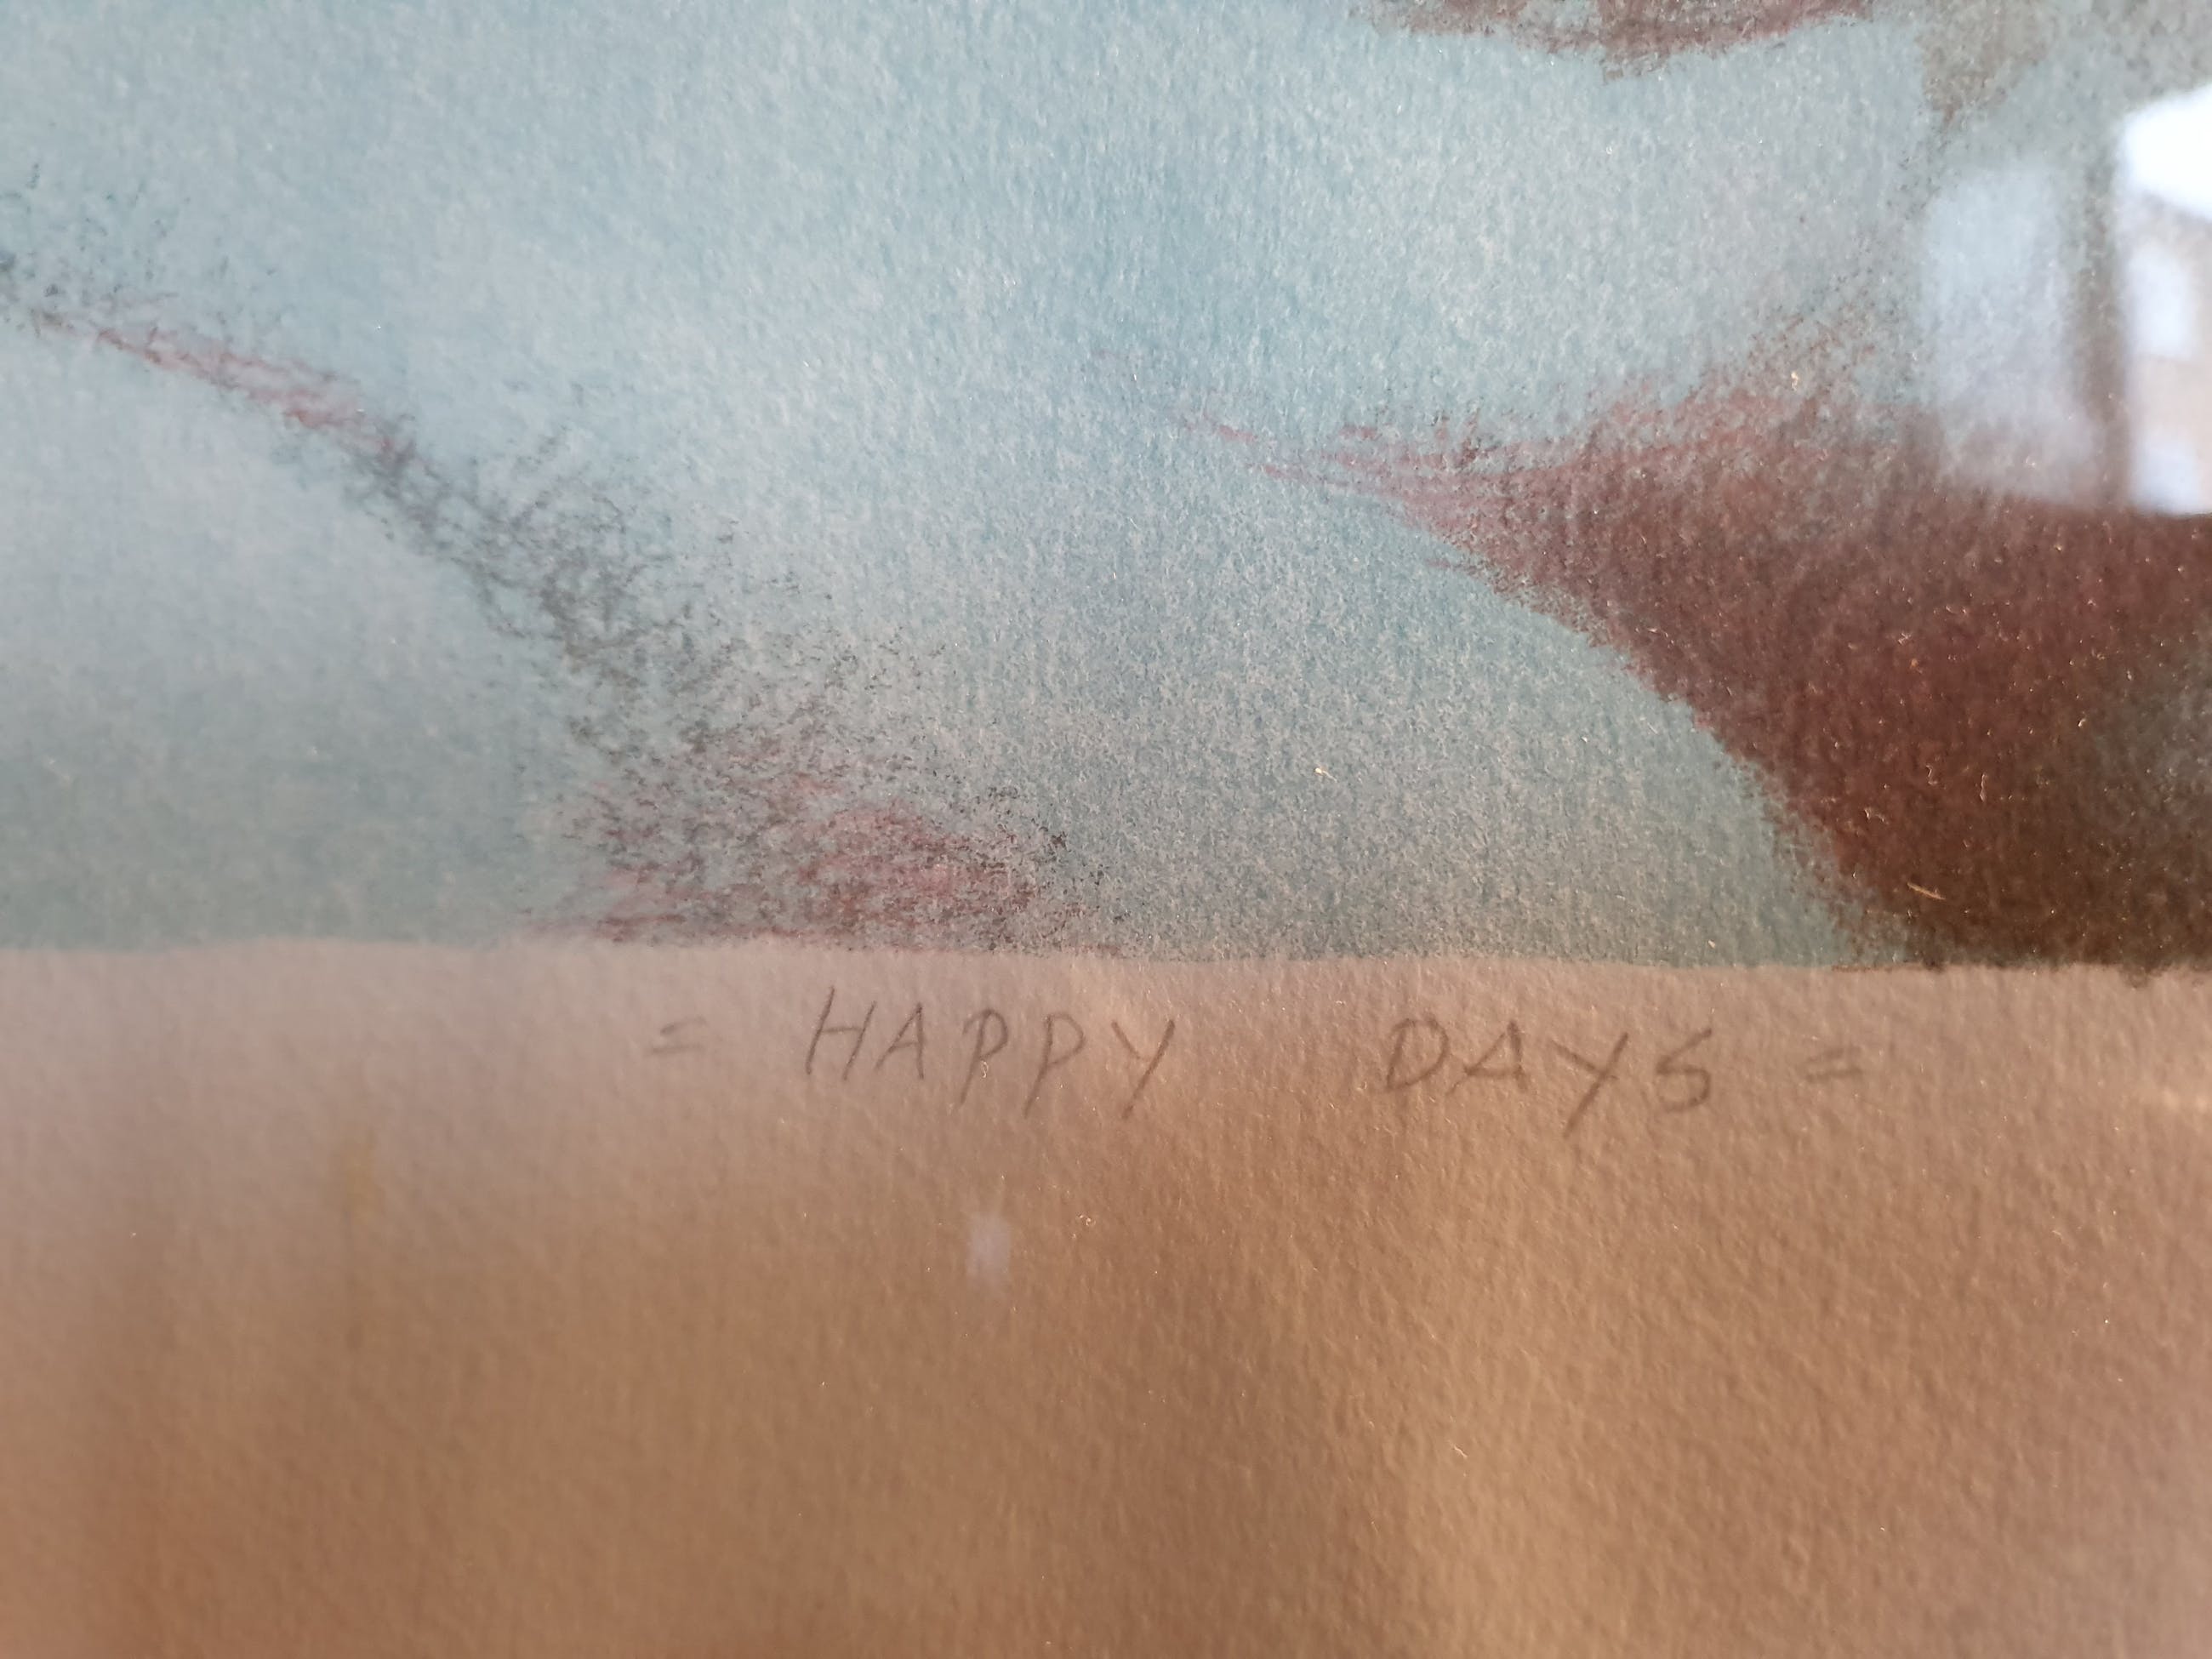 = HAPPY DAYS =